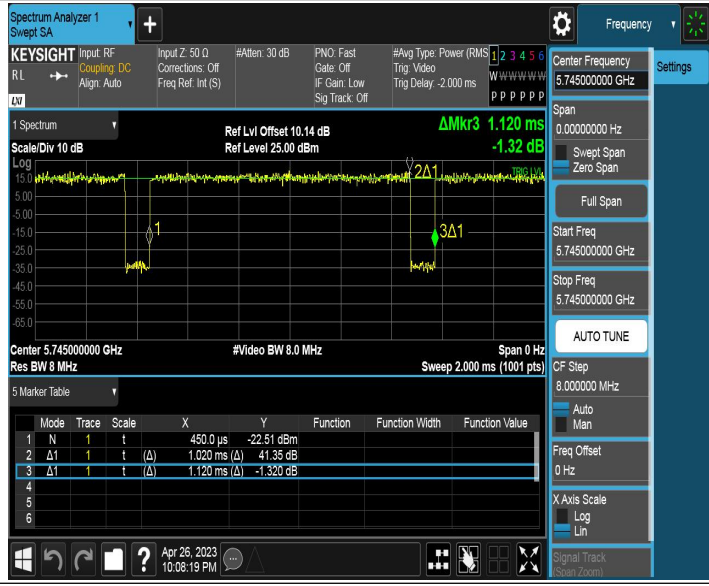 Spectrum Analyzer 1
Swept SA
Frequency
KEYSIGHT
RL
LXI
Input: RF
Coupling: DC
Align: Auto
Input Z: 50 Ω
Corrections: Off
Freq Ref: Int (S)
#Atten: 30 dB
PNO: Fast
Gate: Off
IF Gain: Low
Sig Track: Off
#Avg Type: Power (RMS
Trig: Video
Trig Delay: -2.000 ms
1 2 3 4 5 6
W W W W W W
P P P P P P
1 Spectrum
Scale/Div 10 dB
Ref Lvl Offset 10.14 dB
Ref Level 25.00 dBm
ΔMkr3 1.120 ms
-1.32 dB
Log
15.0
5.00
-5.00
-15.0
-25.0
-35.0
-45.0
-55.0
-65.0
2Δ1
TRIG LVL
1
3Δ1
Center 5.745000000 GHz
#Video BW 8.0 MHz
Span 0 Hz
Res BW 8 MHz
Sweep 2.000 ms (1001 pts)
5 Marker Table
Mode Trace Scale X Y Function Function Width Function Value
1 N 1 t 450.0 µs -22.51 dBm
2 Δ1 1 t (Δ) 1.020 ms (Δ) 41.35 dB
3 Δ1 1 t (Δ) 1.120 ms (Δ) -1.320 dB
4
5
6
Apr 26, 2023
10:08:19 PM
Center Frequency
5.745000000 GHz
Settings
Span
0.00000000 Hz
Swept Span
Zero Span
Full Span
Start Freq
5.745000000 GHz
Stop Freq
5.745000000 GHz
AUTO TUNE
CF Step
8.000000 MHz
Auto
Man
Freq Offset
0 Hz
X Axis Scale
Log
Lin
Signal Track
(Span Zoom)